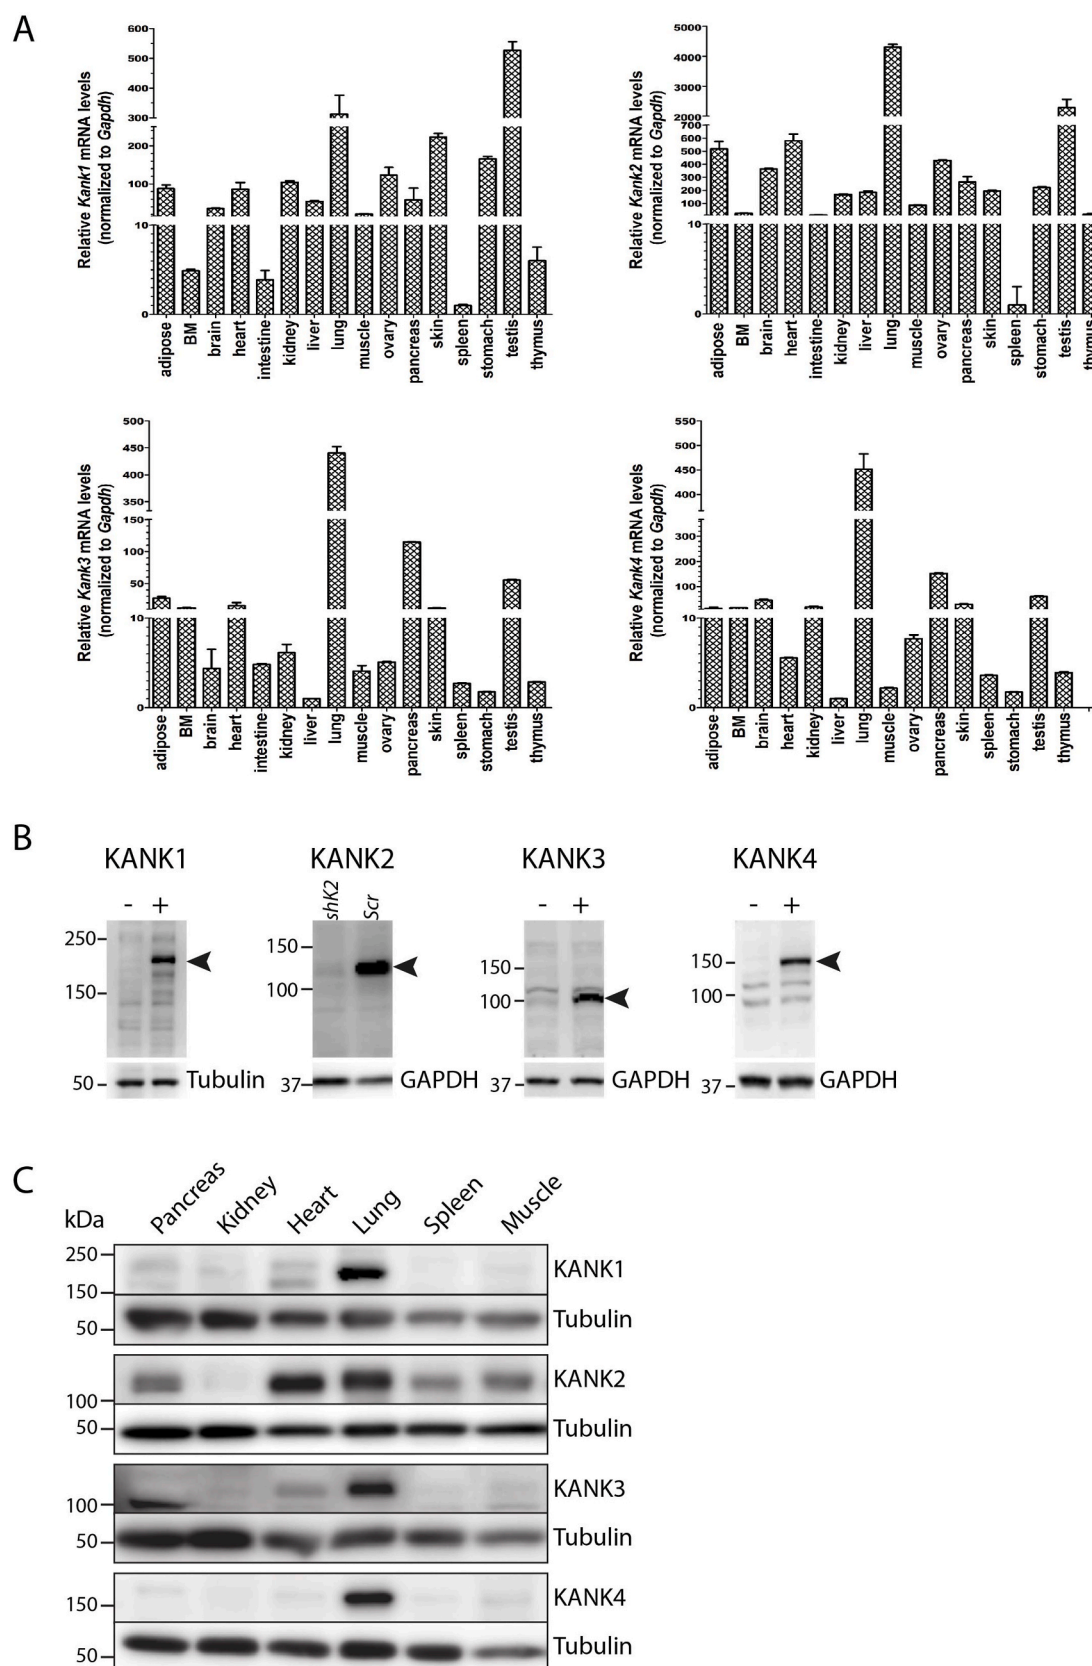 A
Relative Kank1 mRNA levels
(normalized to Gapdh)
600
500
400
300
200
100
10
0
adipose
BM
brain
heart
intestine
kidney
liver
lung
muscle
ovary
pancreas
skin
spleen
stomach
testis
thymus
Relative Kank2 mRNA levels
(normalized to Gapdh)
5000
4000
3000
2000
700
600
500
400
300
200
100
10
0
adipose
BM
brain
heart
intestine
kidney
liver
lung
muscle
ovary
pancreas
skin
spleen
stomach
testis
thymus
Relative Kank3 mRNA levels
(normalized to Gapdh)
500
450
400
350
150
100
50
10
0
adipose
BM
brain
heart
intestine
kidney
liver
lung
muscle
ovary
pancreas
skin
spleen
stomach
testis
thymus
Relative Kank4 mRNA levels
(normalized to Gapdh)
550
500
450
400
300
200
100
10
0
adipose
BM
brain
heart
kidney
liver
lung
muscle
ovary
pancreas
skin
spleen
stomach
testis
thymus
B
KANK1
- +
250
150
50 Tubulin
KANK2
shK2 Scr
150
100
37 GAPDH
KANK3
- +
150
100
37 GAPDH
KANK4
- +
150
100
37 GAPDH
C
kDa Pancreas Kidney Heart Lung Spleen Muscle
250
KANK1
150
50 Tubulin
KANK2
100
50 Tubulin
KANK3
100
50 Tubulin
KANK4
150
50 Tubulin